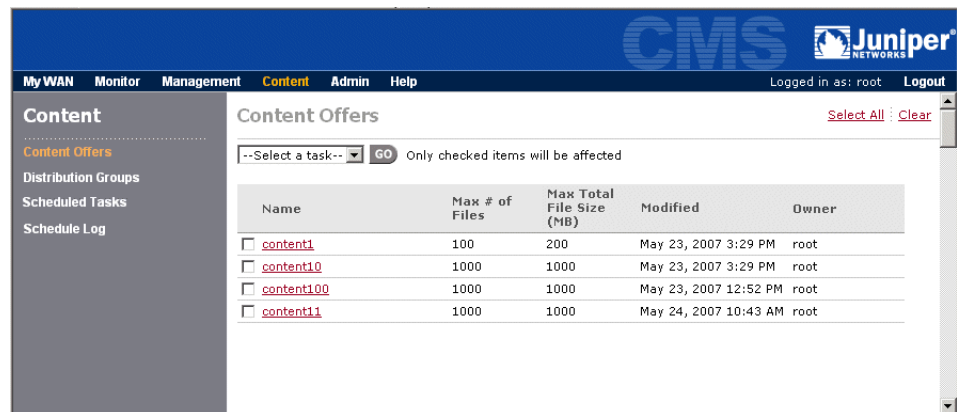 CMS
Juniper
NETWORKS
My WAN Monitor Management Content Admin Help Logged in as: root Logout
Content
Content Offers
Distribution Groups
Scheduled Tasks
Schedule Log
Content Offers
Select All Clear
--Select a task-- GO Only checked items will be affected
Name Max # of Files Max Total File Size (MB) Modified Owner
content1 100 200 May 23, 2007 3:29 PM root
content10 1000 1000 May 23, 2007 3:29 PM root
content100 1000 1000 May 23, 2007 12:52 PM root
content11 1000 1000 May 24, 2007 10:43 AM root